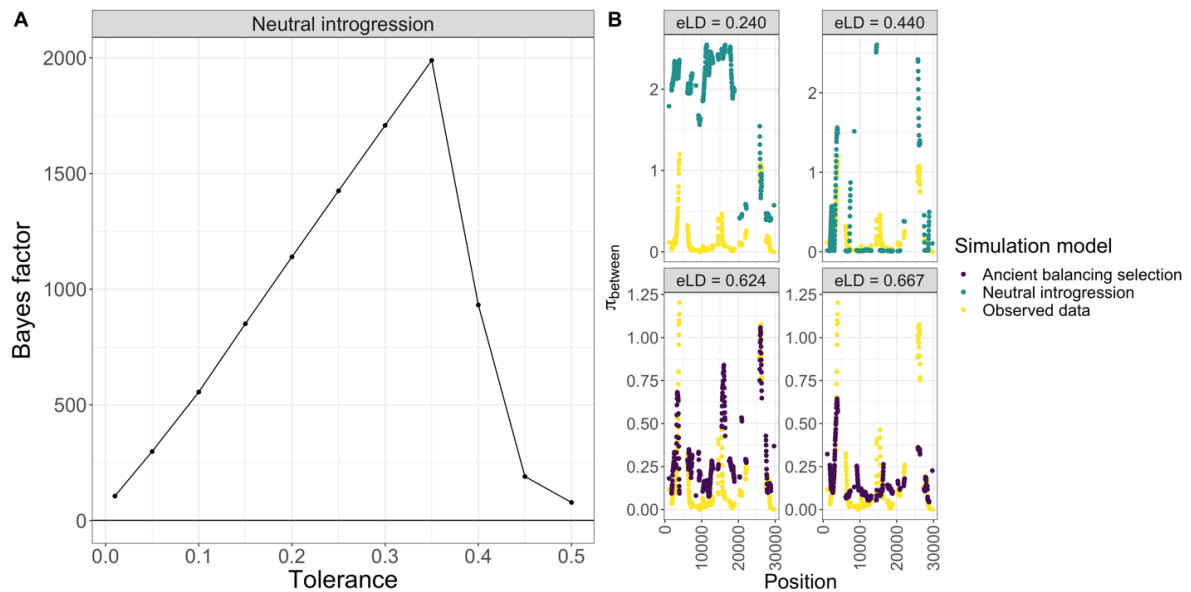 A
Neutral introgression
2000
1500
1000
500
0
Bayes factor
0.0 0.1 0.2 0.3 0.4 0.5
Tolerance
B
eLD = 0.240 eLD = 0.440
2
1
0
2
1
0
eLD = 0.624 eLD = 0.667
1.25
1.00
0.75
0.50
0.25
0.00
1.25
1.00
0.75
0.50
0.25
0.00
πbetween
0 10000 20000 30000 0 10000 20000 30000
Position
Simulation model
Ancient balancing selection
Neutral introgression
Observed data